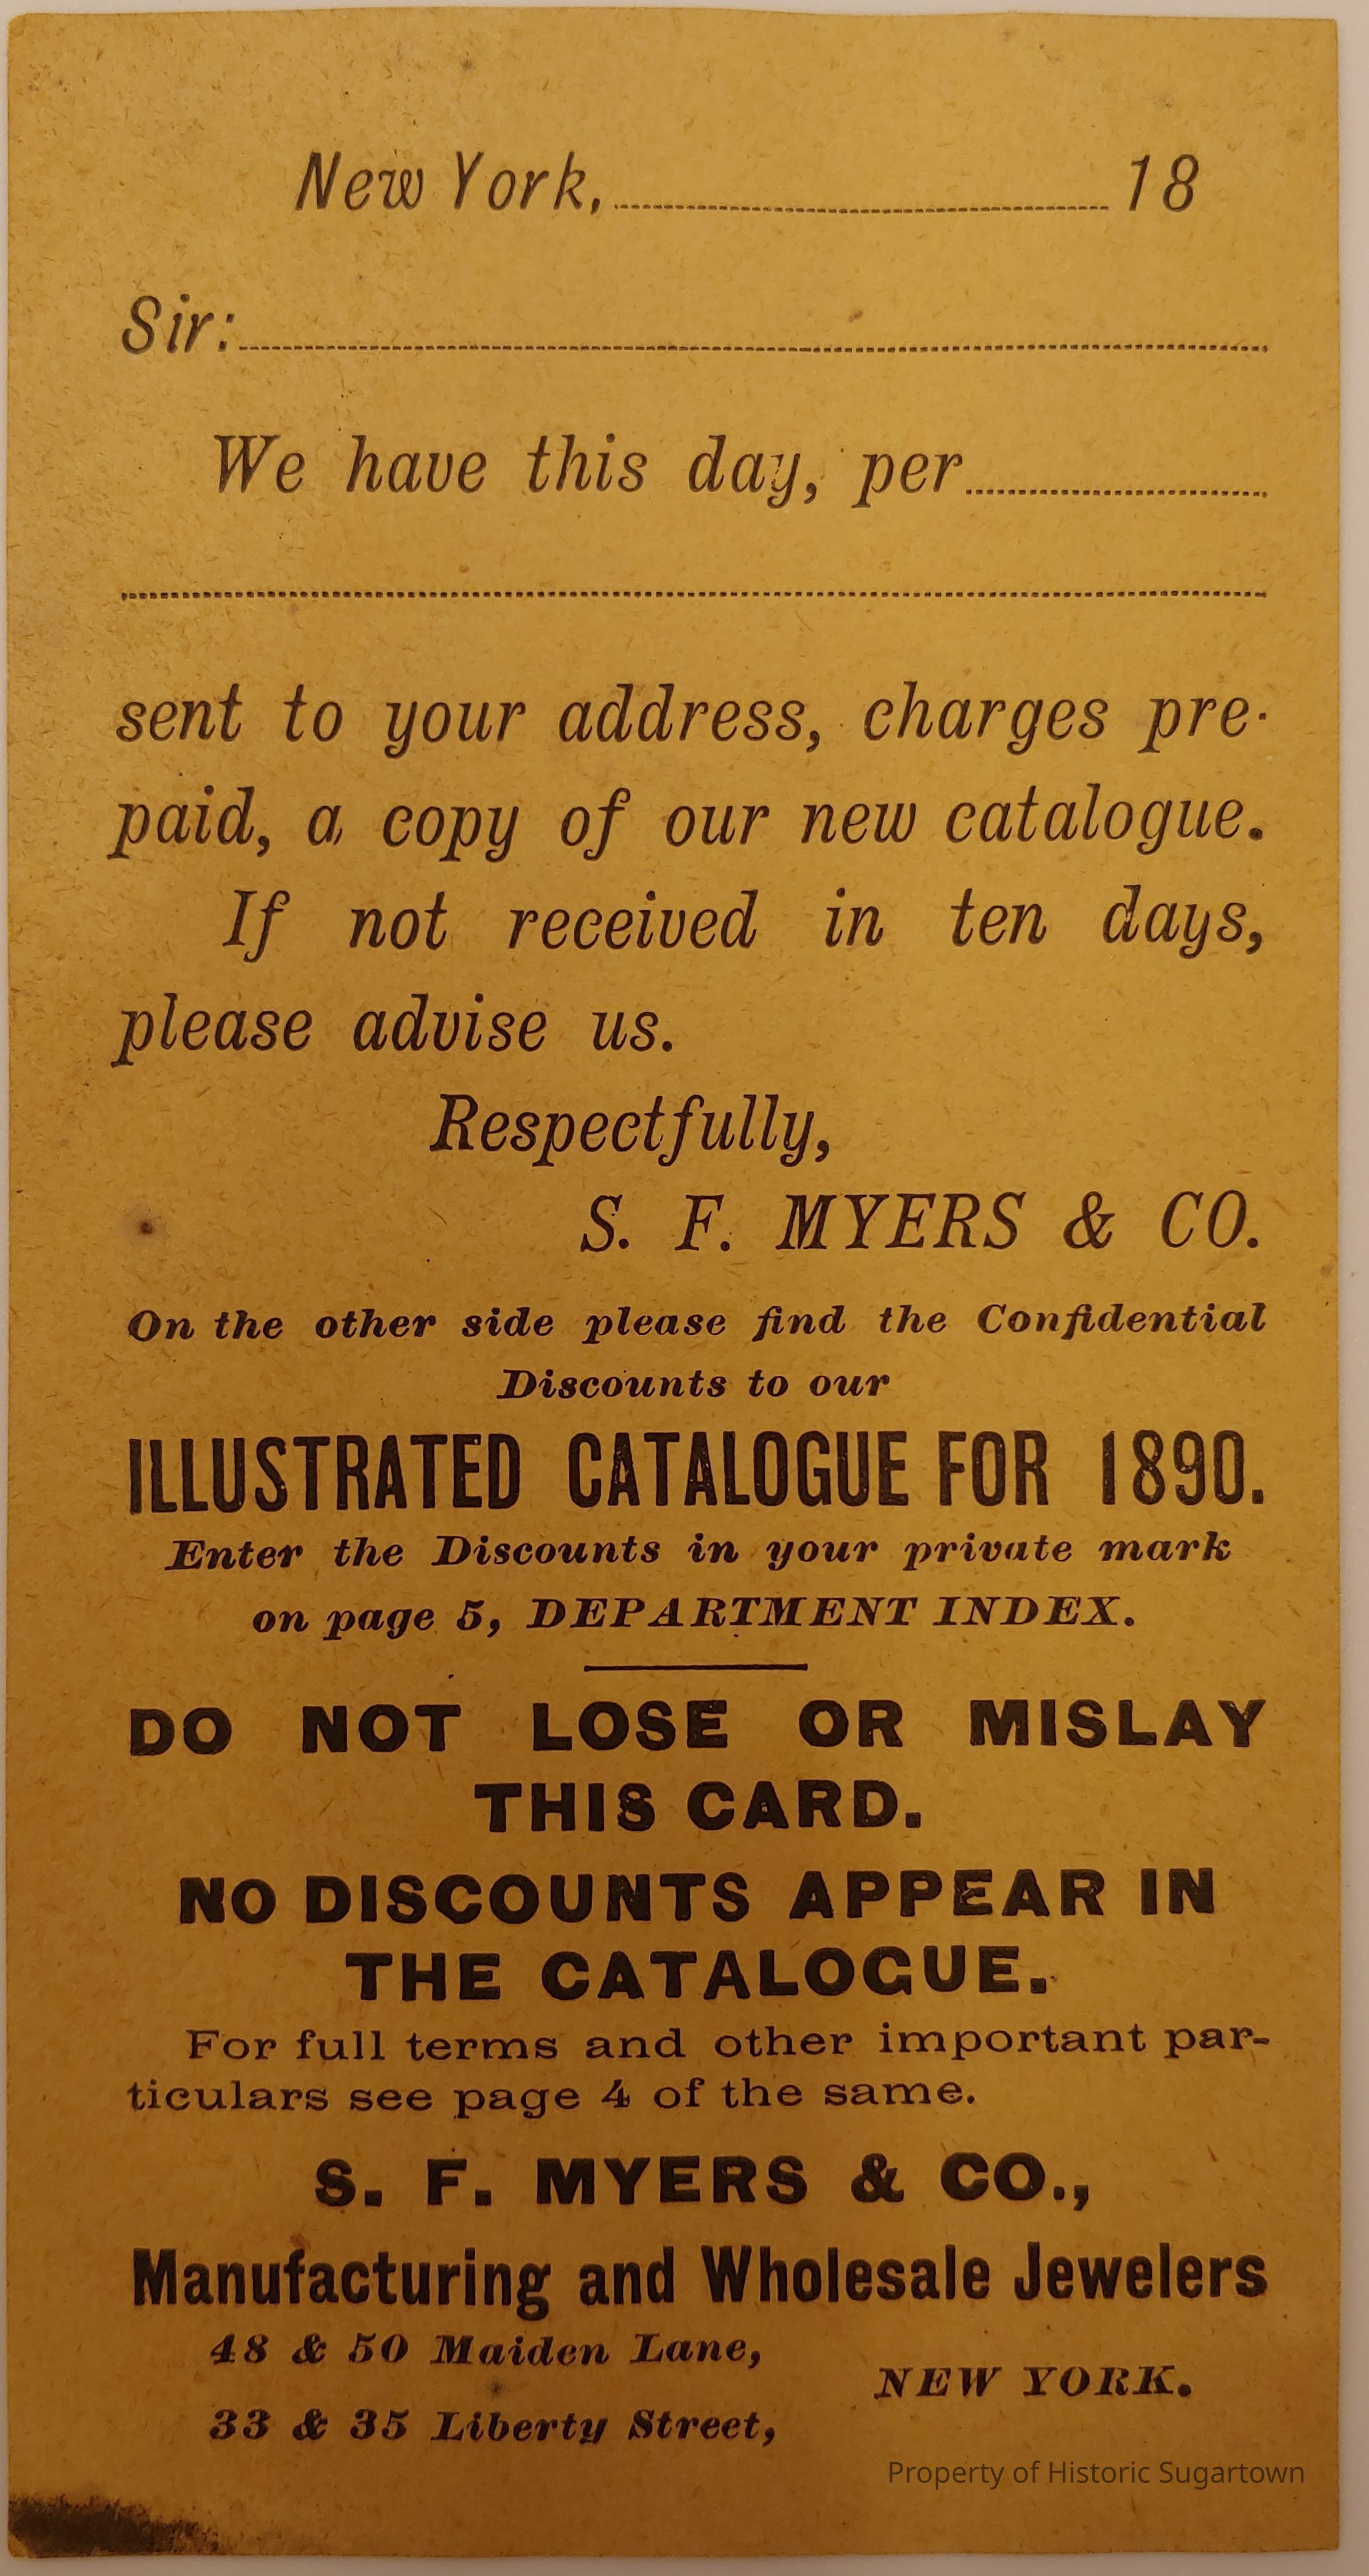 New York, 18
Sir:
We have this day, per
sent to your address, charges pre-
paid, a copy of our new catalogue.
If not received in ten days,
please advise us.
Respectfully,
S. F. MYERS & CO.
On the other side please find the Confidential
Discounts to our
ILLUSTRATED CATALOGUE FOR 1890.
Enter the Discounts in your private mark
on page 5, DEPARTMENT INDEX.
DO NOT LOSE OR MISLAY
THIS CARD.
NO DISCOUNTS APPEAR IN
THE CATALOGUE.
For full terms and other important par-
ticulars see page 4 of the same.
S. F. MYERS & CO.,
Manufacturing and Wholesale Jewelers
48 & 50 Maiden Lane,
33 & 35 Liberty Street,
NEW YORK.
Property of Historic Sugartown